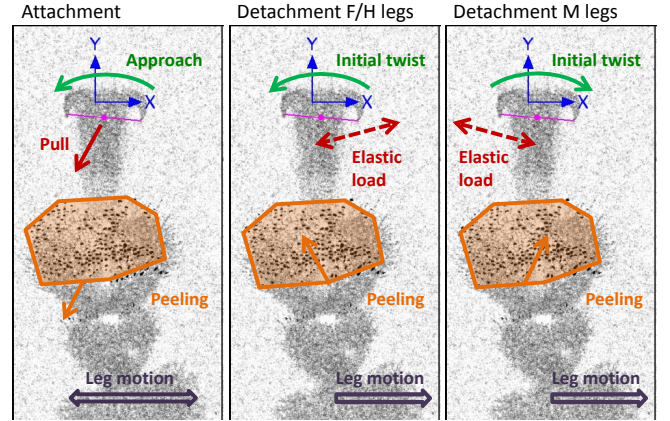 Attachment
Y
Approach
X
Pull
Peeling
Leg motion
Detachment F/H legs
Y
Initial twist
X
Elastic
load
Peeling
Leg motion
Detachment M legs
Y
Initial twist
X
Elastic
load
Peeling
Leg motion